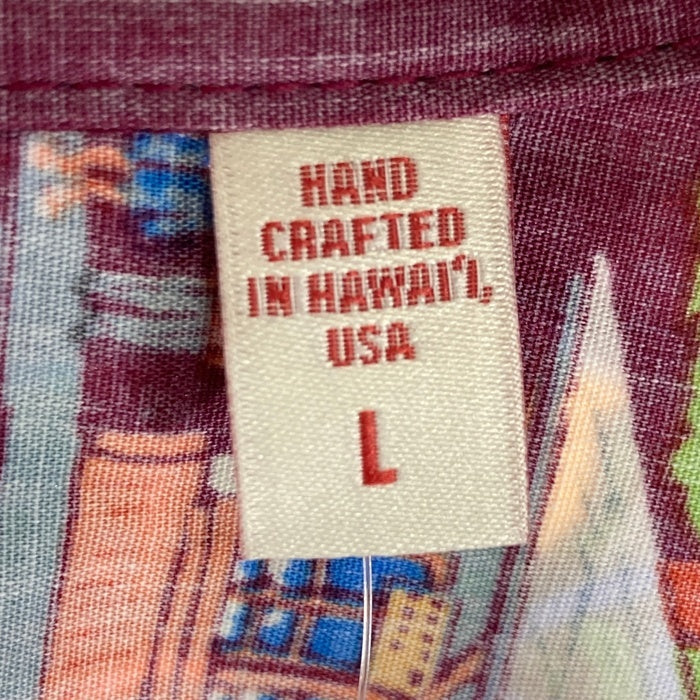 HAND
CRAFTED
IN HAWAI'I,
USA
L